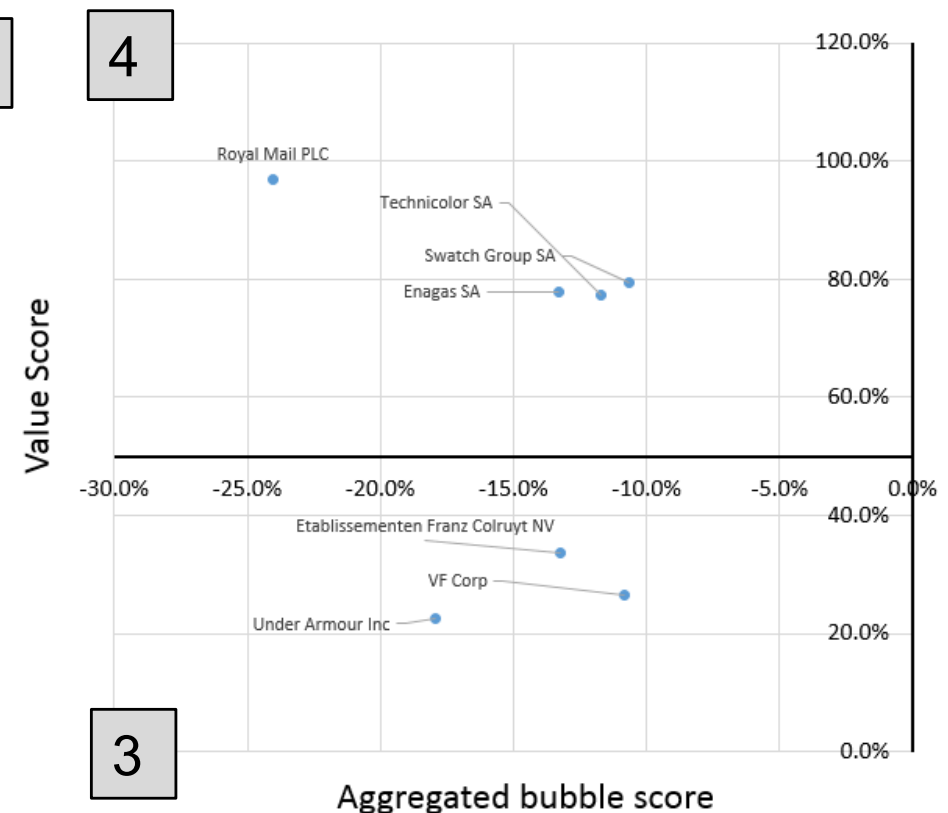 4
120.0%
Royal Mail PLC
100.0%
Technicolor SA
Swatch Group SA
80.0%
Enagas SA
Value Score
60.0%
-30.0% -25.0% -20.0% -15.0% -10.0% -5.0% 0.0%
40.0%
Etablissementen Franz Colruyt NV
VF Corp
Under Armour Inc
20.0%
3
0.0%
Aggregated bubble score